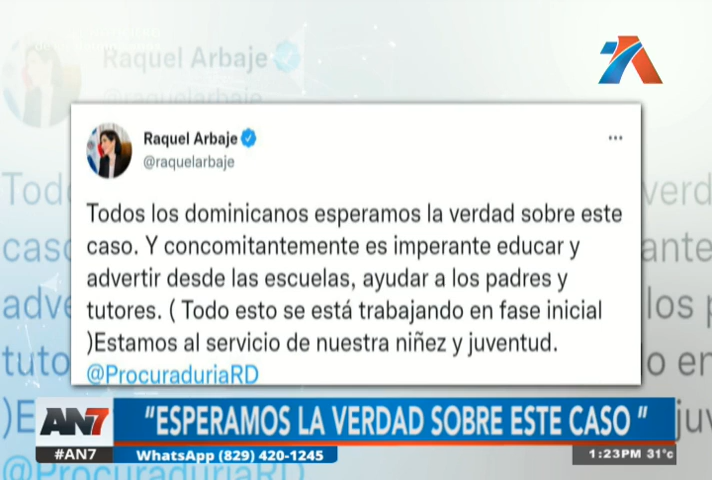 Raquel Arbaje
@raquelarbaje
Todos los dominicanos esperamos la verdad sobre este
caso. Y concomitantemente es imperante educar y
advertir desde las escuelas, ayudar a los padres y
tutores. ( Todo esto se está trabajando en fase inicial
)Estamos al servicio de nuestra niñez y juventud.
@ProcuraduriaRD
AN7 "ESPERAMOS LA VERDAD SOBRE ESTE CASO "
#AN7 WhatsApp (829) 420-1245 1:23PM 31°c